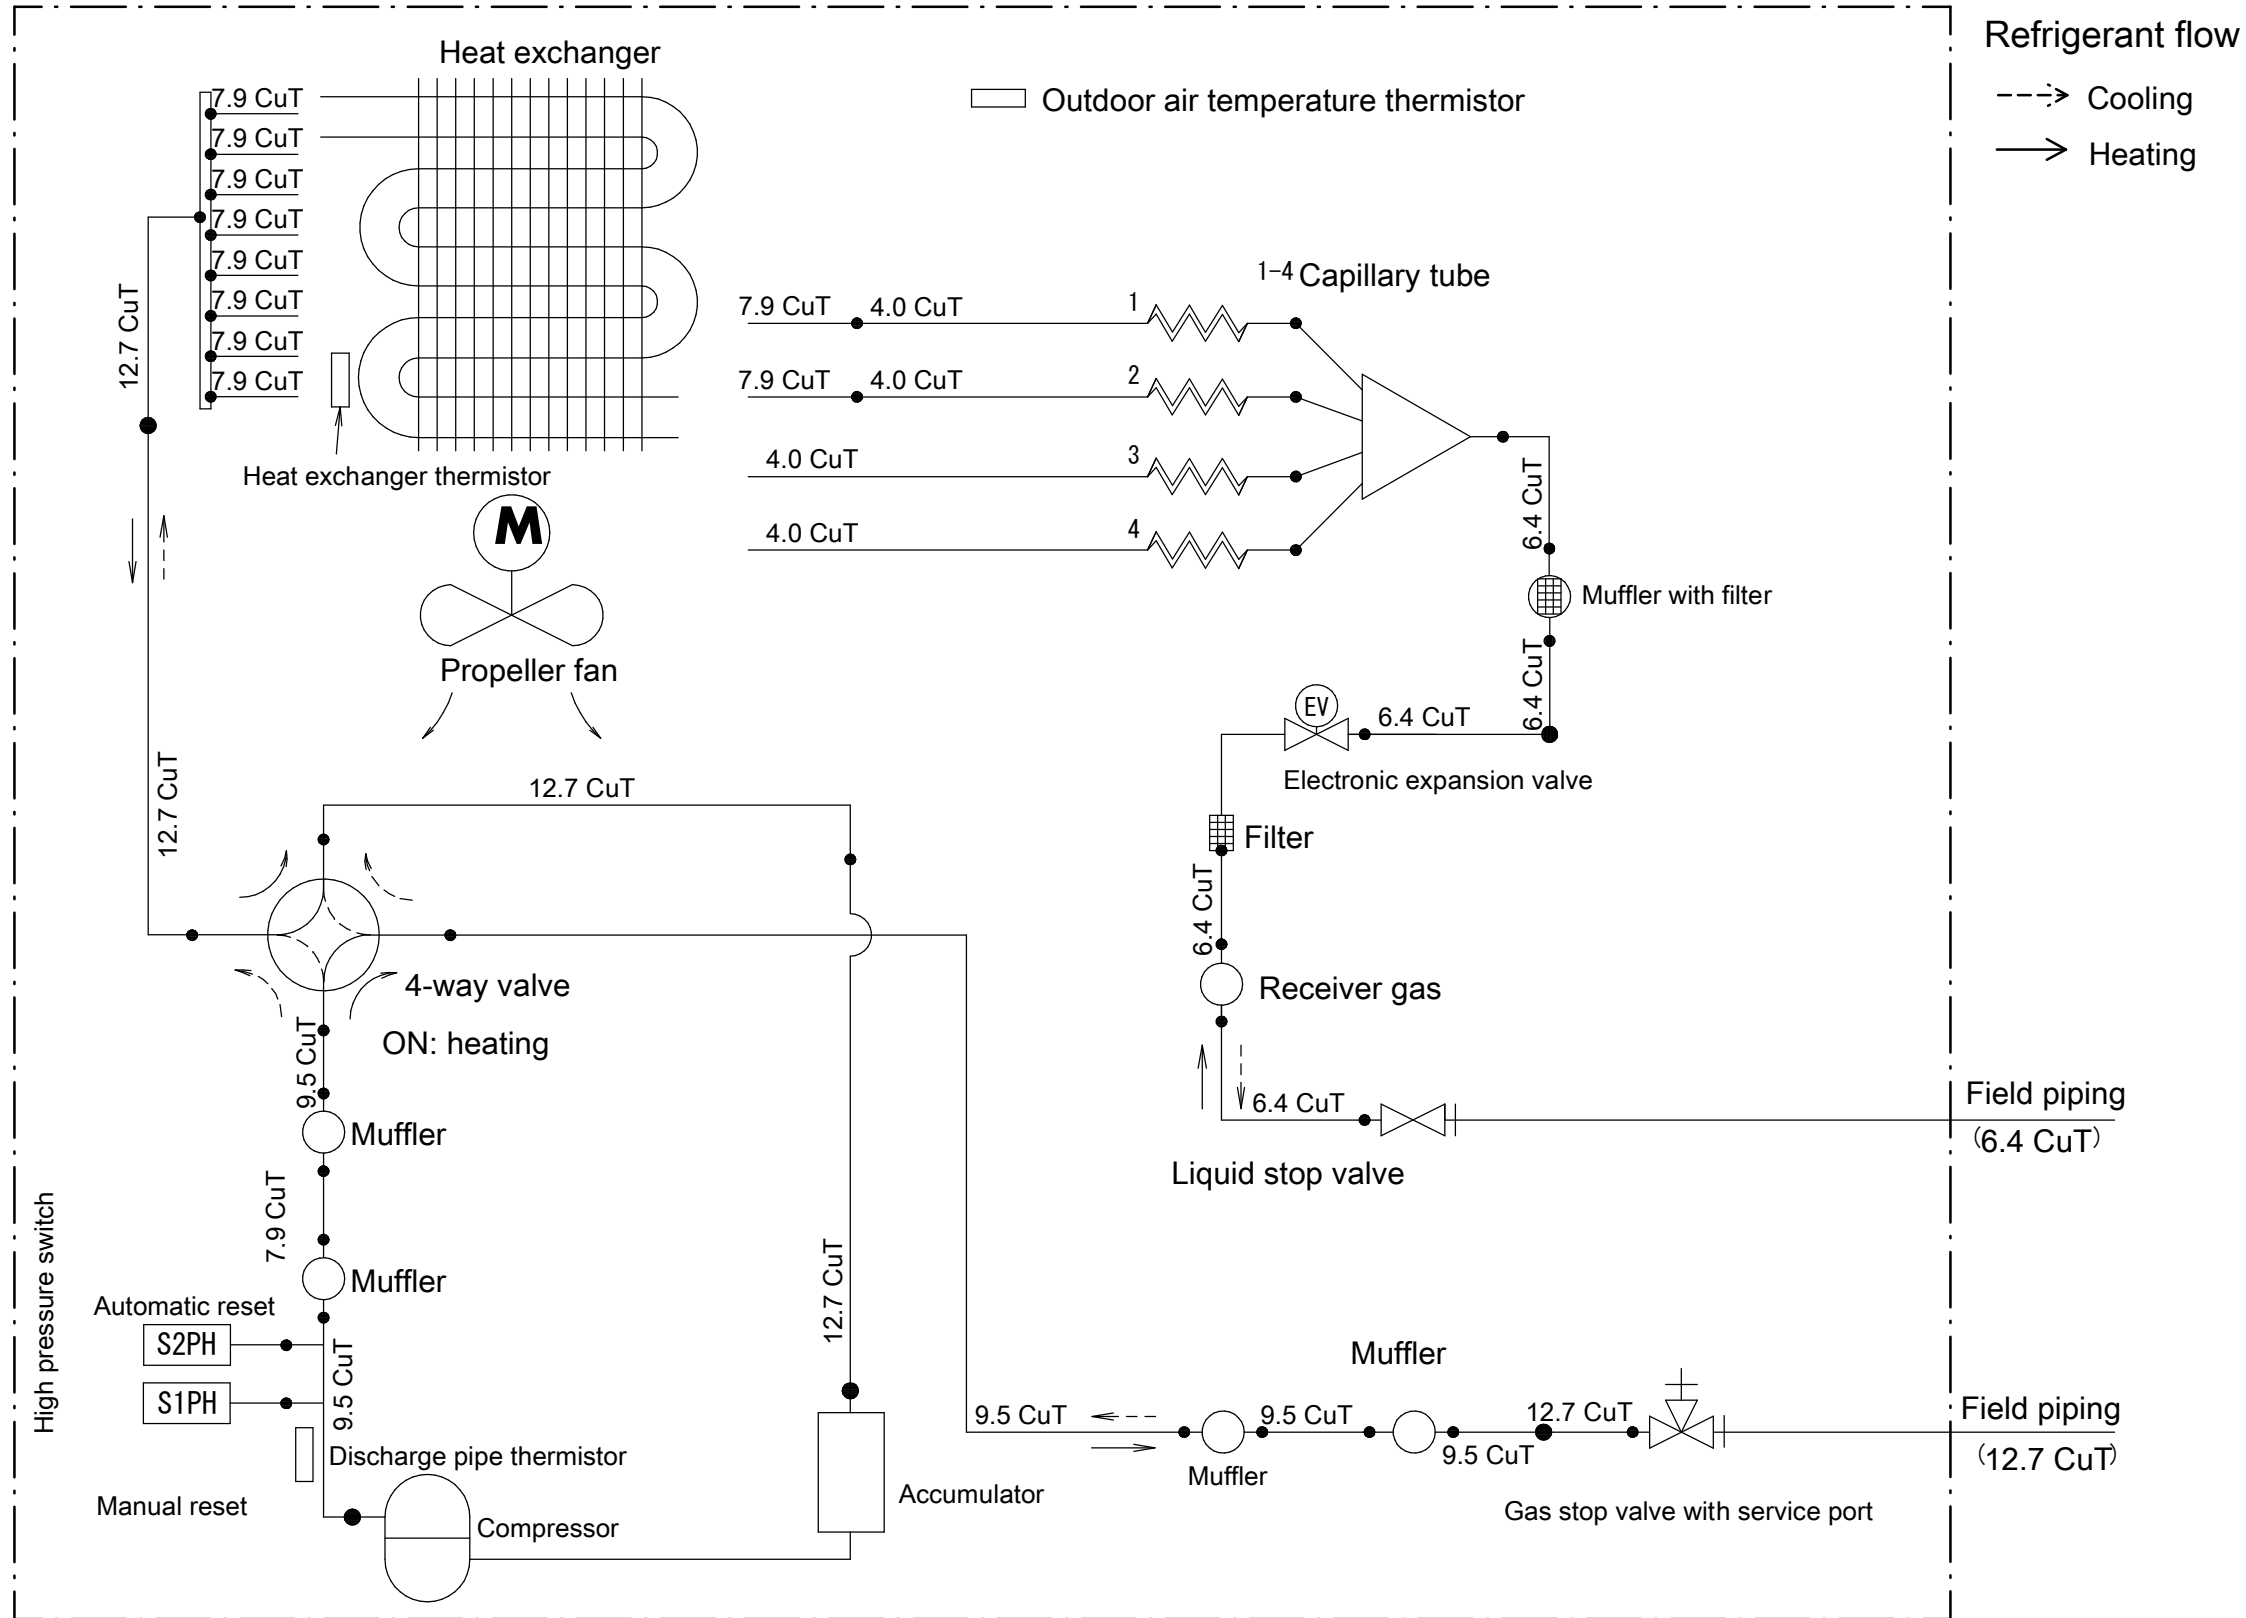 Refrigerant flow
Cooling
Heating
Heat exchanger
Outdoor air temperature thermistor
7.9 CuT
7.9 CuT
7.9 CuT
7.9 CuT
7.9 CuT
7.9 CuT
7.9 CuT
7.9 CuT
12.7 CuT
Heat exchanger thermistor
M
Propeller fan
1-4 Capillary tube
7.9 CuT
4.0 CuT
1
7.9 CuT
4.0 CuT
2
4.0 CuT
3
4.0 CuT
4
6.4 CuT
Muffler with filter
6.4 CuT
EV
6.4 CuT
Electronic expansion valve
Filter
6.4 CuT
Receiver gas
6.4 CuT
Liquid stop valve
Field piping
(6.4 CuT)
12.7 CuT
12.7 CuT
4-way valve
ON: heating
9.5 CuT
Muffler
7.9 CuT
Muffler
High pressure switch
Automatic reset
S2PH
S1PH
9.5 CuT
Discharge pipe thermistor
Manual reset
Compressor
12.7 CuT
Accumulator
9.5 CuT
Muffler
9.5 CuT
Muffler
9.5 CuT
12.7 CuT
Gas stop valve with service port
Field piping
(12.7 CuT)